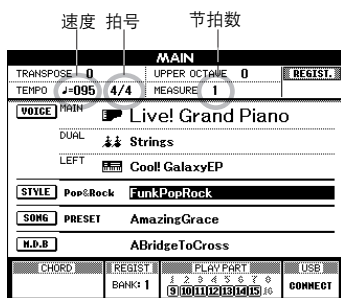 速度 拍号 节拍数
MAIN
TRANSPOSE 0 UPPER OCTAVE 0 REGIST.
TEMPO ♩=095 4/4 MEASURE 1
VOICE MAIN Live! Grand Piano
DUAL Strings
LEFT Cool! GalaxyEP
STYLE Pop&Rock FunkPopRock
SONG PRESET AmazingGrace
M.D.B ABridgeToCross
CHORD REGIST PLAY PART USB
BANK: 1 1 2 3 4 5 6 7 8 CONNECT
9 10 11 12 13 14 15 16